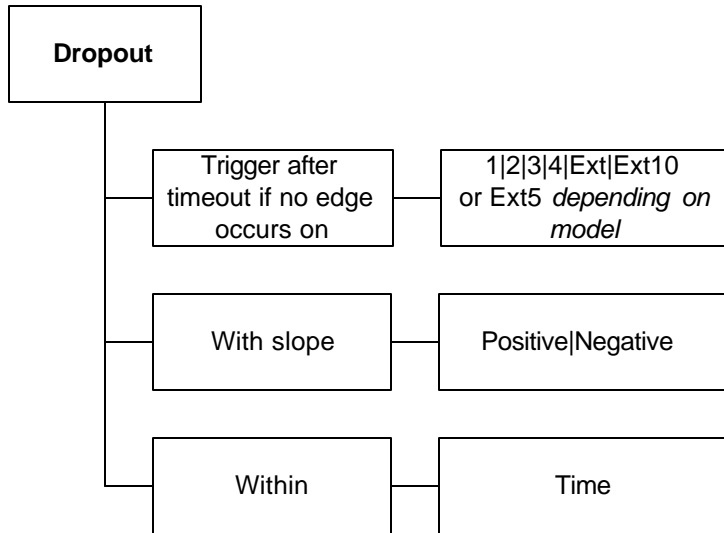 Dropout
Trigger after
timeout if no edge
occurs on
1|2|3|4|Ext|Ext10
or Ext5 depending on
model
With slope
Positive|Negative
Within
Time